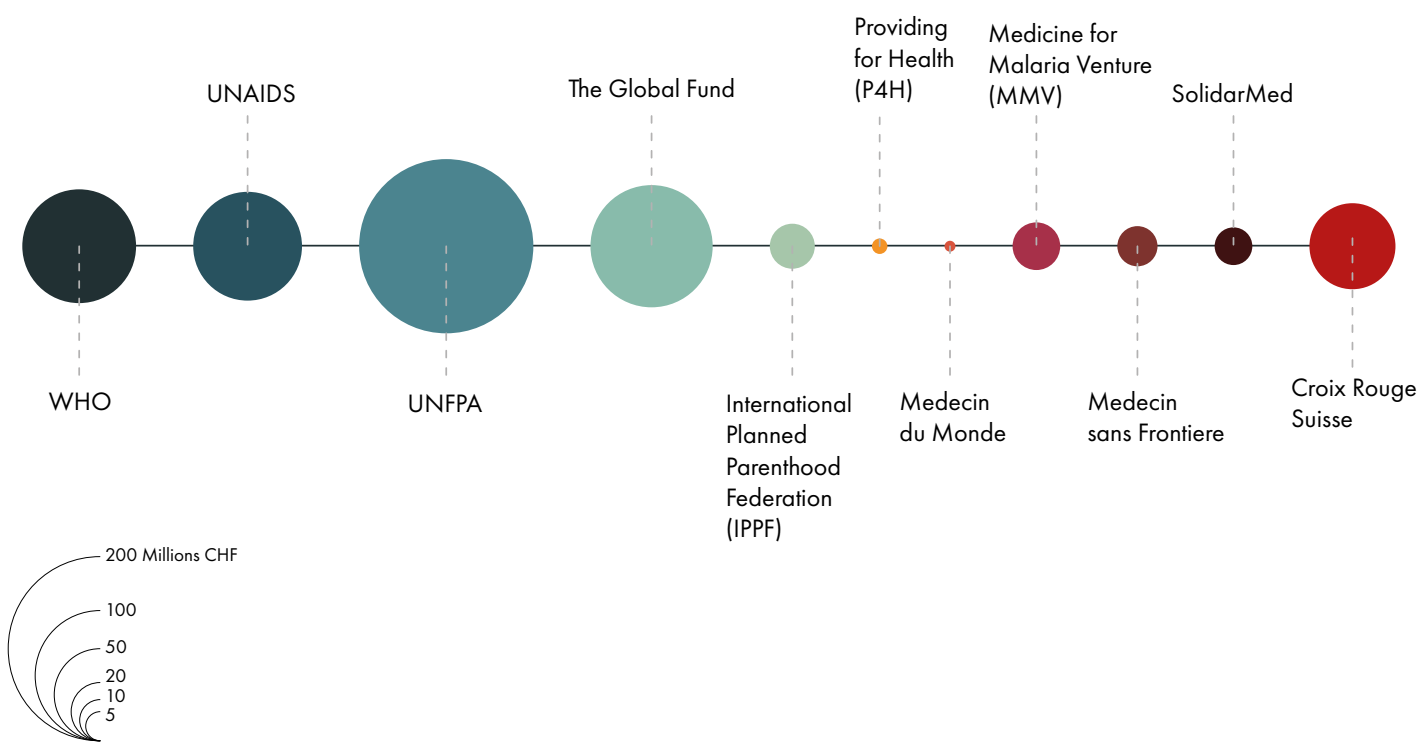 Providing
for Health
(P4H)
Medicine for
Malaria Venture
(MMV)
UNAIDS
The Global Fund
SolidarMed
WHO
UNFPA
International
Planned
Parenthood
Federation
(IPPF)
Medecin
du Monde
Medecin
sans Frontiere
Croix Rouge
Suisse
200 Millions CHF
100
50
20
10
5